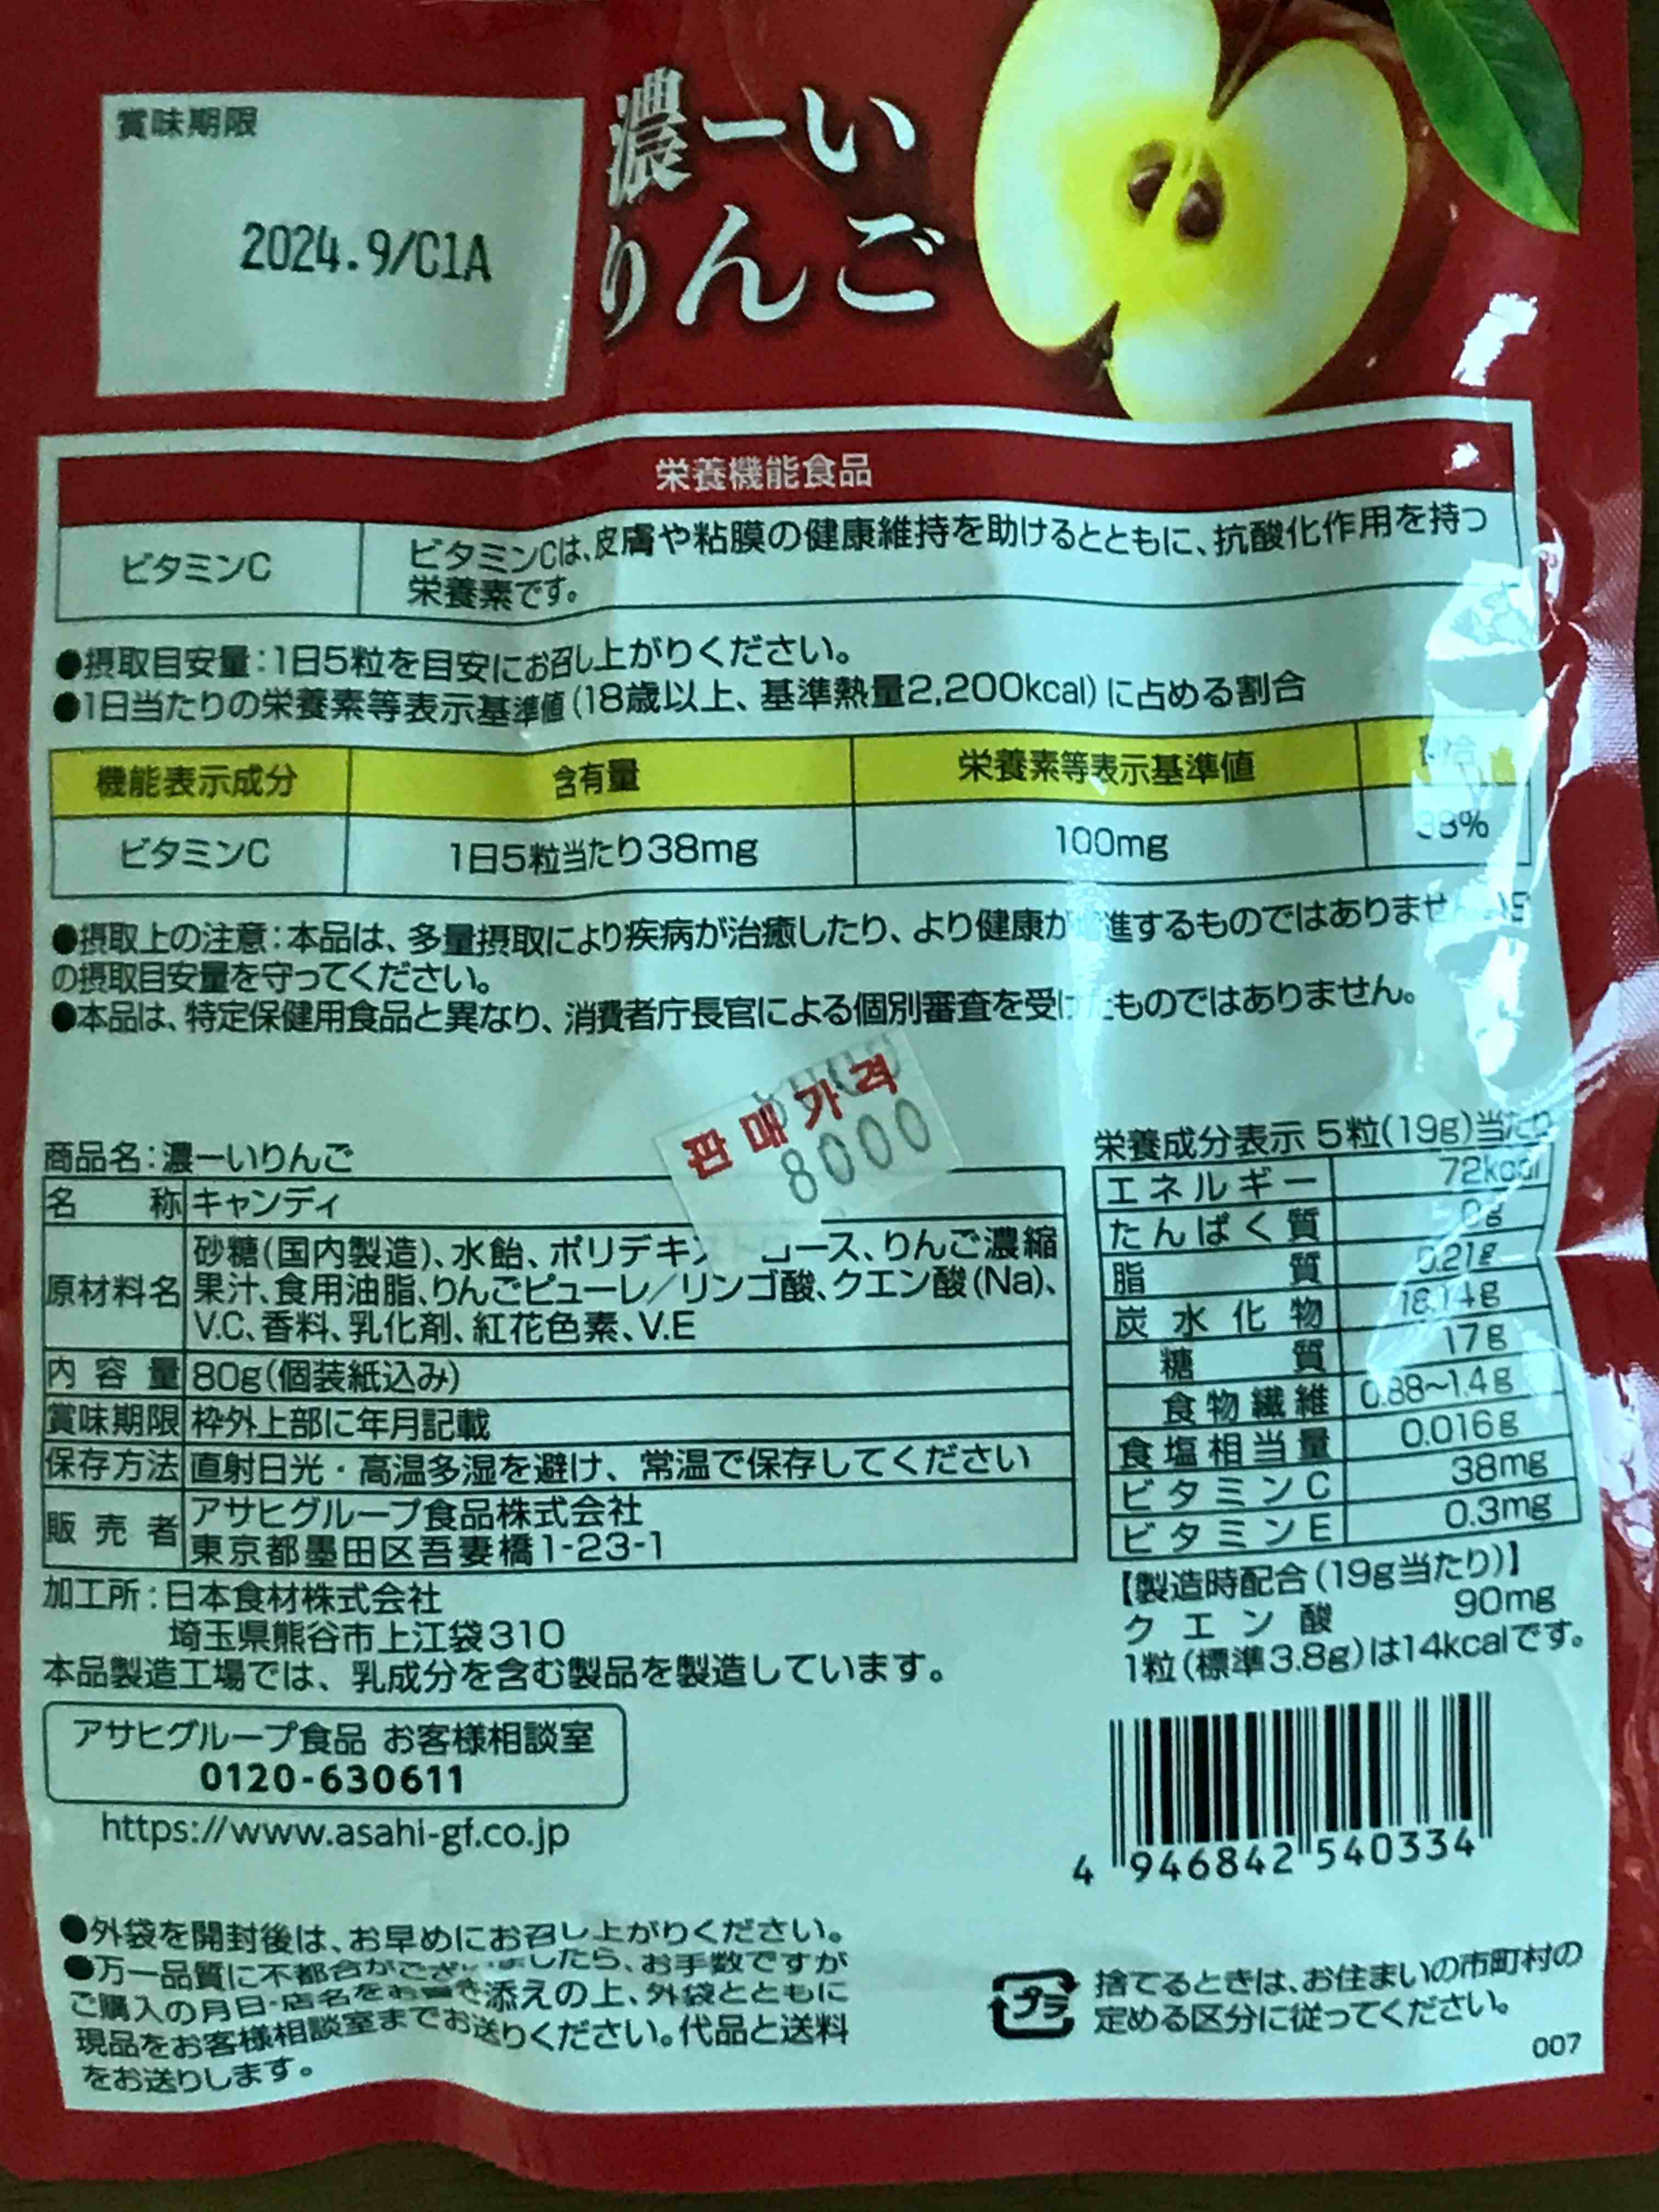 賞味期限
2024.9/C1A
濃ーい
りんご
栄養機能食品
ビタミンC
ビタミンCは、皮膚や粘膜の健康維持を助けるとともに、抗酸化作用を持つ
栄養素です。
●摂取目安量:1日5粒を目安にお召し上がりください。
●1日当たりの栄養素等表示基準値(18歳以上、基準熱量2,200kcal)に占める割合
機能表示成分 含有量 栄養素等表示基準値
ビタミンC 1日5粒当たり38mg 100mg 38%
●摂取上の注意:本品は、多量摂取により疾病が治癒したり、より健康が増進するものではありません。1日
の摂取目安量を守ってください。
●本品は、特定保健用食品と異なり、消費者庁長官による個別審査を受けたものではありません。
판매가격
8000
商品名:濃ーいりんご
名 称 キャンディ
原材料名 砂糖(国内製造)、水飴、ポリデキ コース、りんご濃縮
果汁、食用油脂、りんごピューレ/リンゴ酸、クエン酸(Na)、
V.C、香料、乳化剤、紅花色素、V.E
内容量 80g(個装紙込み)
賞味期限 枠外上部に年月記載
保存方法 直射日光・高温多湿を避け、常温で保存してください
販売者 アサヒグループ食品株式会社
東京都墨田区吾妻橋1-23-1
加工所:日本食材株式会社
埼玉県熊谷市上江袋310
本品製造工場では、乳成分を含む製品を製造しています。
アサヒグループ食品 お客様相談室
0120-630611
https://www.asahi-gf.co.jp
栄養成分表示 5粒(19g)当たり
エネルギー 72kcal
たんぱく質 0g
脂質 0.21g
炭水化物 18.14g
糖質 17g
食物繊維 0.88~1.4g
食塩相当量 0.016g
ビタミンC 38mg
ビタミンE 0.3mg
【製造時配合(19g当たり)】
クエン酸 90mg
1粒(標準3.8g)は14kcalです。
4 946842 540334
●外袋を開封後は、お早めにお召し上がりください。
●万一品質に不都合がございましたら、お手数ですが
ご購入の月日・店名をお書き添えの上、外袋とともに
現品をお客様相談室までお送りください。代品と送料
をお送りします。
プラ
捨てるときは、お住まいの市町村の
定める区分に従ってください。
007